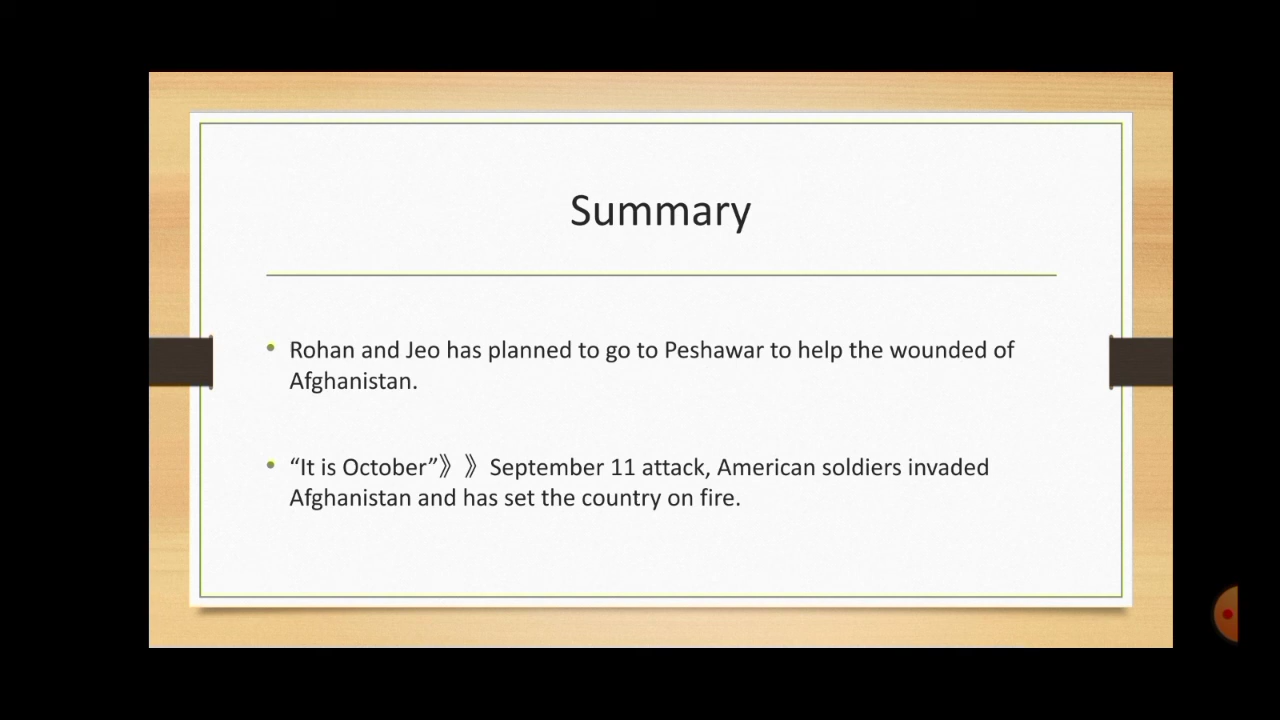 Summary
• Rohan and Jeo has planned to go to Peshawar to help the wounded of
Afghanistan.
• “It is October”》 》 September 11 attack, American soldiers invaded
Afghanistan and has set the country on fire.